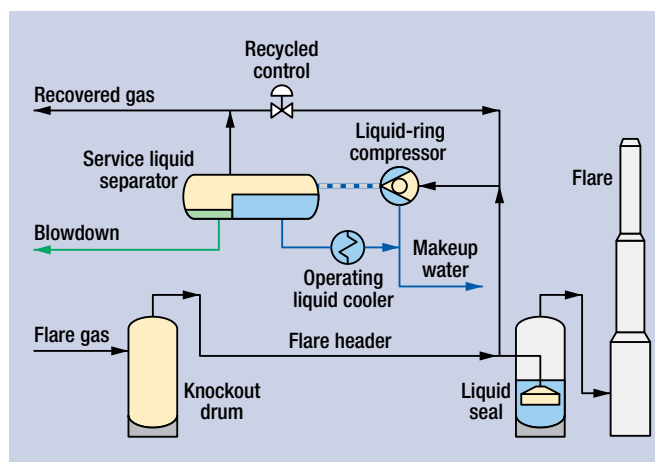 Recycled
control
Recovered gas
Liquid-ring
compressor
Service liquid
separator
Flare
Blowdown
Makeup
water
Operating
liquid cooler
Flare gas
Flare header
Knockout
drum
Liquid
seal